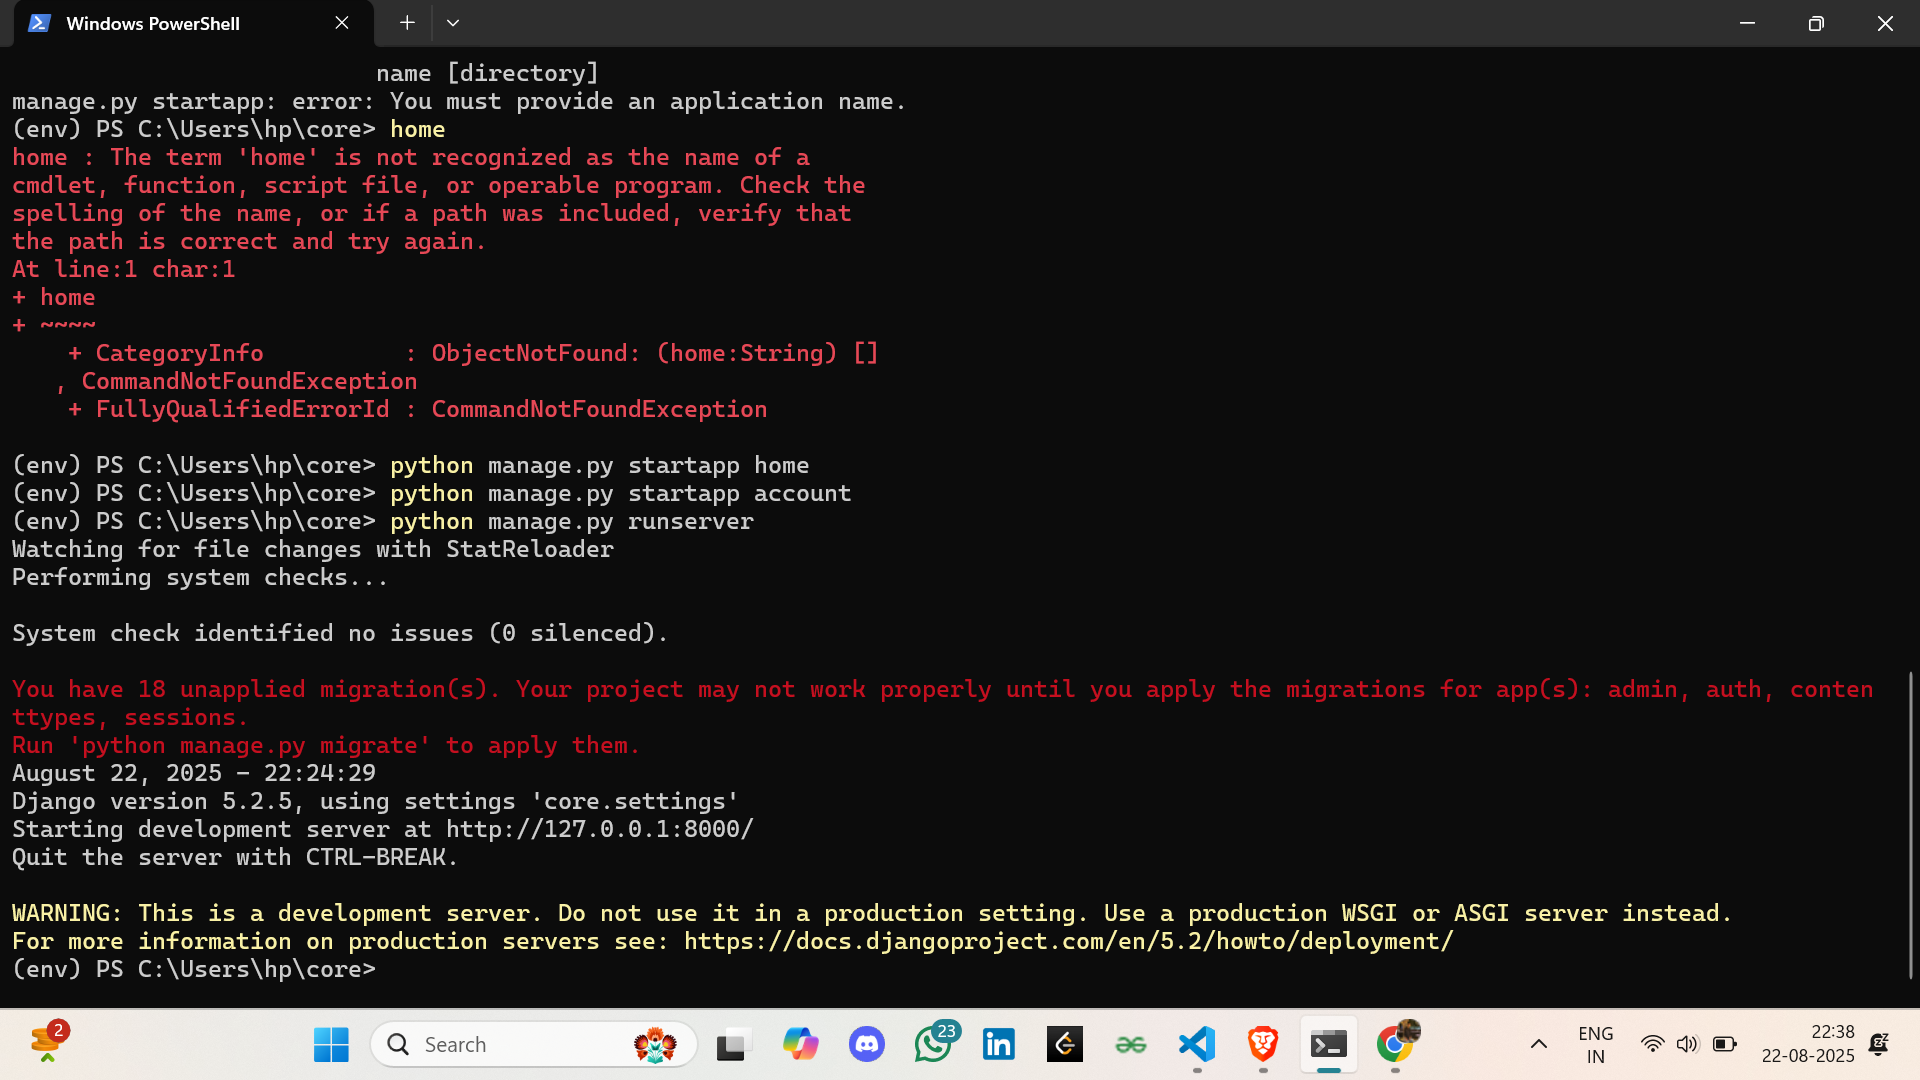 Windows PowerShell
name [directory]
manage.py startapp: error: You must provide an application name.
(env) PS C:\Users\hp\core> home
home : The term 'home' is not recognized as the name of a
cmdlet, function, script file, or operable program. Check the
spelling of the name, or if a path was included, verify that
the path is correct and try again.
At line:1 char:1
+ home
+ ~~~~
    + CategoryInfo          : ObjectNotFound: (home:String) []
   , CommandNotFoundException
    + FullyQualifiedErrorId : CommandNotFoundException
(env) PS C:\Users\hp\core> python manage.py startapp home
(env) PS C:\Users\hp\core> python manage.py startapp account
(env) PS C:\Users\hp\core> python manage.py runserver
Watching for file changes with StatReloader
Performing system checks...
System check identified no issues (0 silenced).
You have 18 unapplied migration(s). Your project may not work properly until you apply the migrations for app(s): admin, auth, conten
ttypes, sessions.
Run 'python manage.py migrate' to apply them.
August 22, 2025 - 22:24:29
Django version 5.2.5, using settings 'core.settings'
Starting development server at http://127.0.0.1:8000/
Quit the server with CTRL-BREAK.
WARNING: This is a development server. Do not use it in a production setting. Use a production WSGI or ASGI server instead.
For more information on production servers see: https://docs.djangoproject.com/en/5.2/howto/deployment/
(env) PS C:\Users\hp\core>
2
Search
23
in
ENG
IN
22:38
22-08-2025